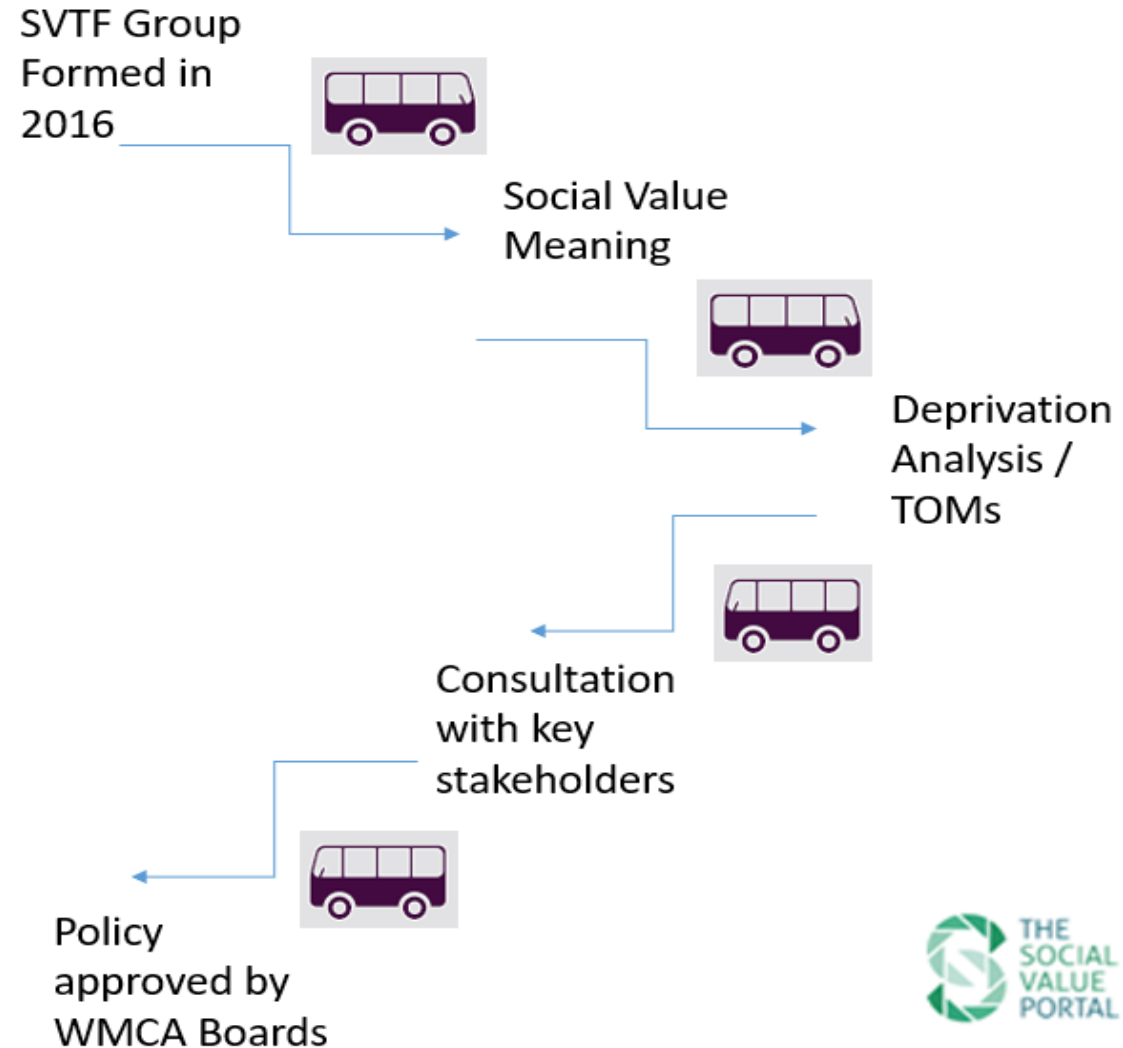 SVTF Group
Formed in
2016
Social Value
Meaning
Deprivation
Analysis /
TOMs
Consultation
with key
stakeholders
Policy
approved by
WMCA Boards
THE
SOCIAL
VALUE
PORTAL